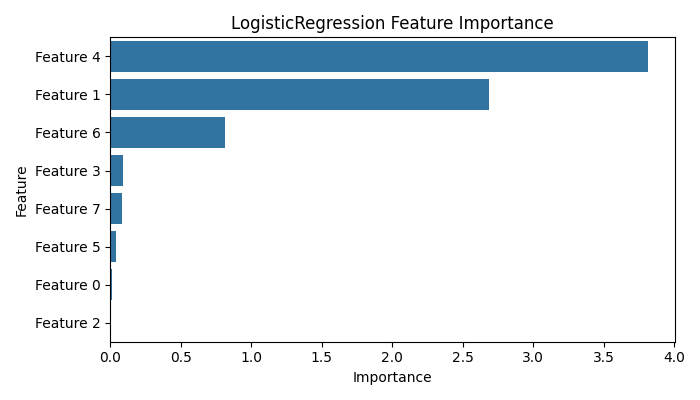 LogisticRegression Feature Importance
Feature 4
Feature 1
Feature 6
Feature 3
Feature 7
Feature 5
Feature 0
Feature 2
Feature
0.0 0.5 1.0 1.5 2.0 2.5 3.0 3.5 4.0
Importance